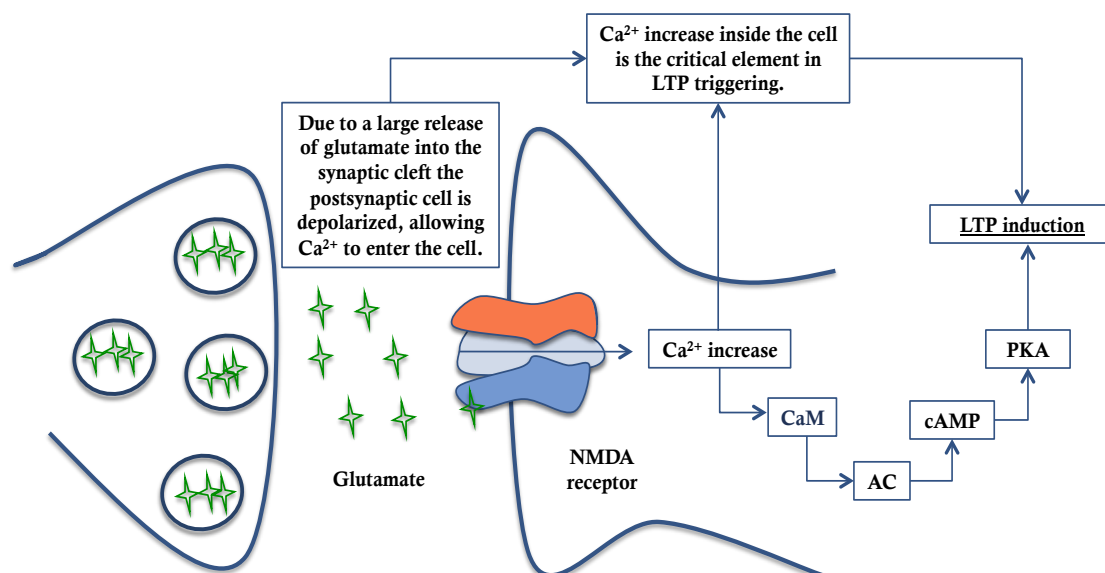 Ca²⁺ increase inside the cell
is the critical element in
LTP triggering.
Due to a large release
of glutamate into the
synaptic cleft the
postsynaptic cell is
depolarized, allowing
Ca²⁺ to enter the cell.
LTP induction
Ca²⁺ increase
PKA
CaM
cAMP
AC
Glutamate
NMDA
receptor